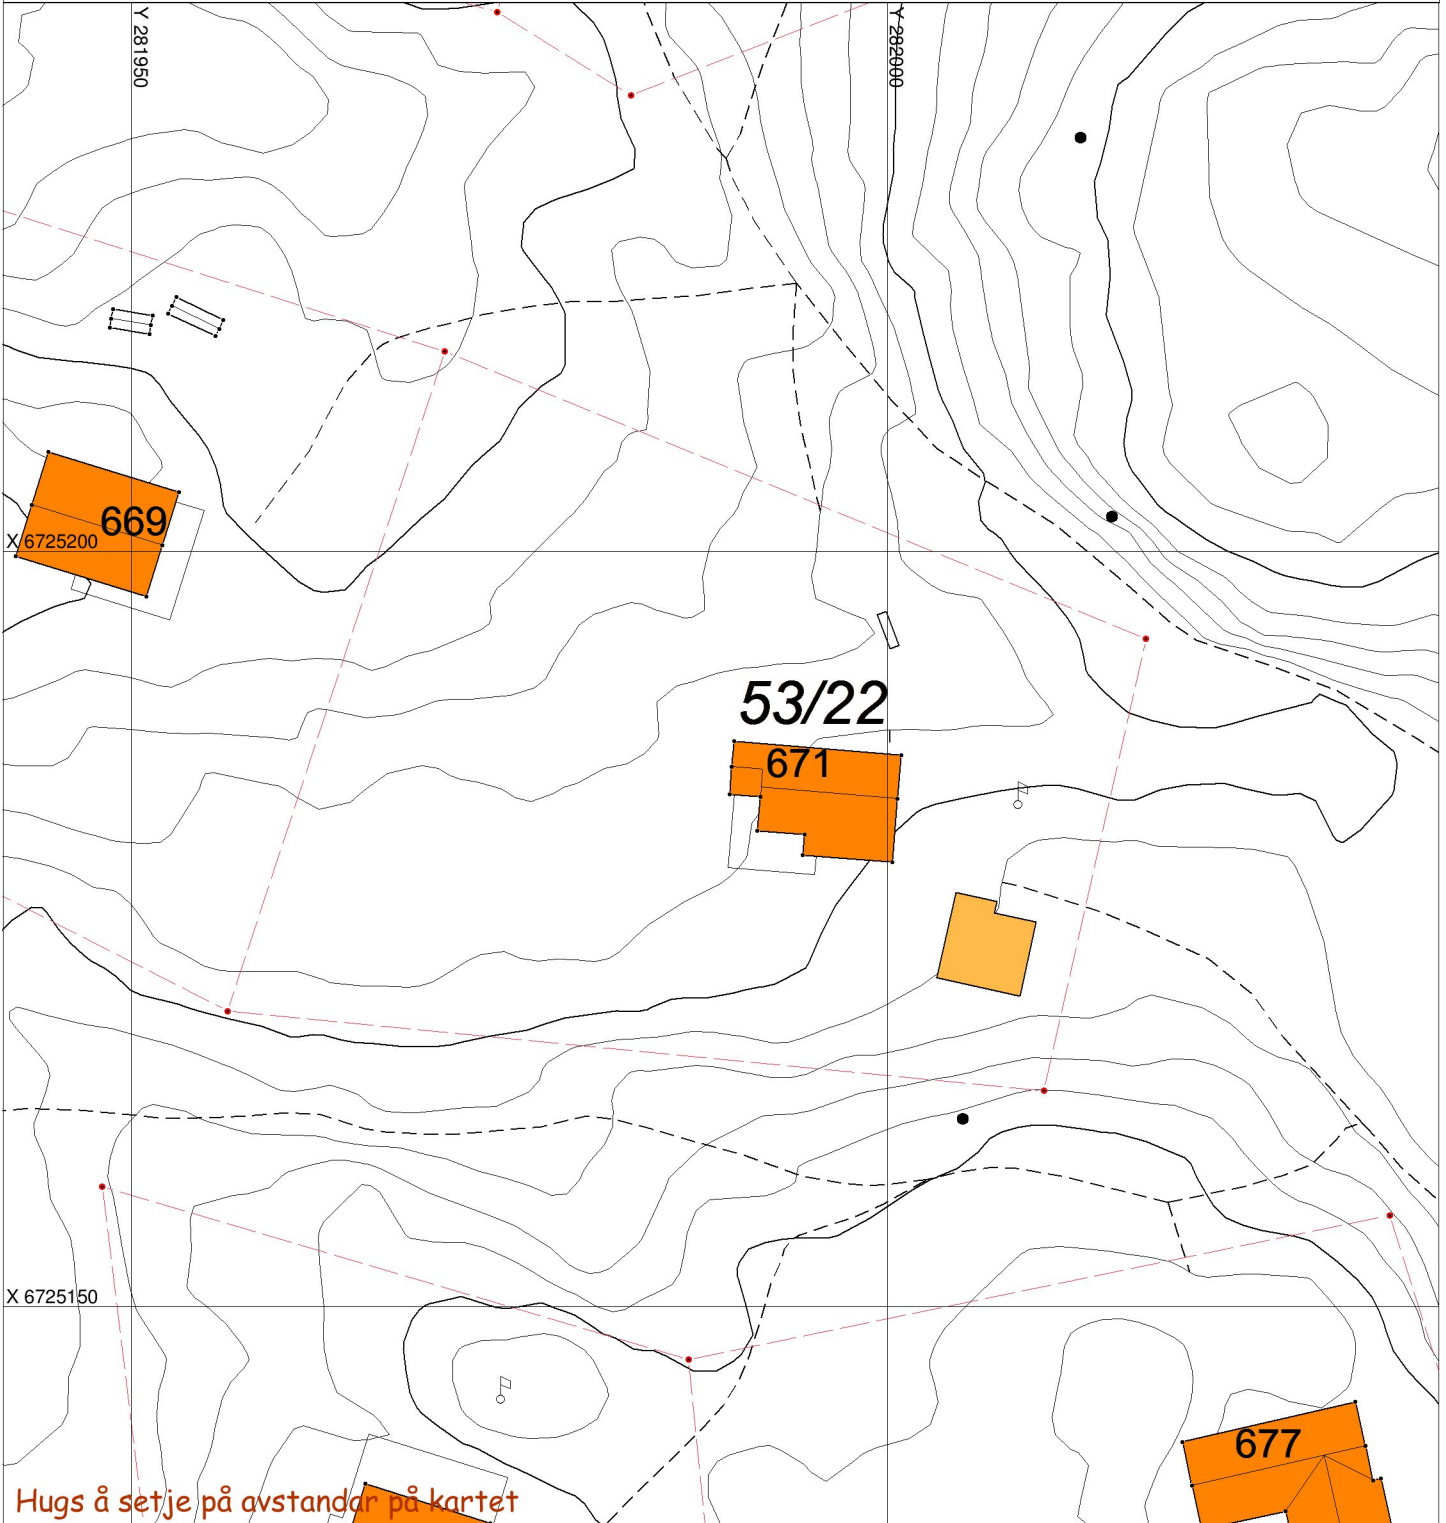 Y 281950
Y 282000
669
X 6725200
53/22
671
X 6725150
677
Hugs å setje på avstandar på kartet